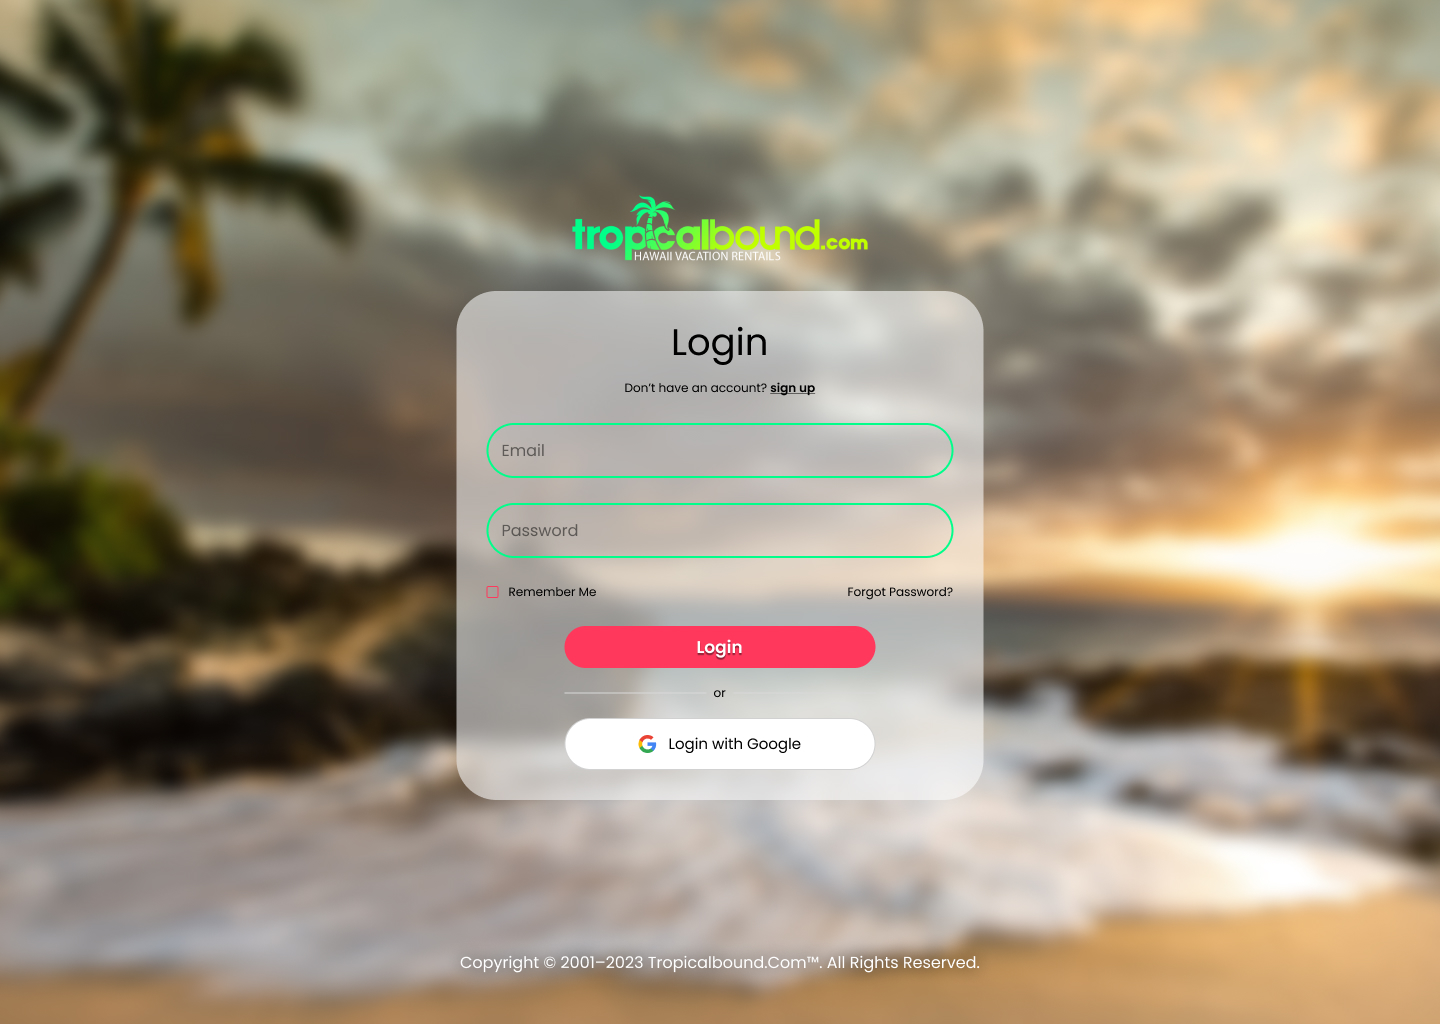 tropicalbound.com
HAWAII VACATION RENTAILS
Login
Don’t have an account? sign up
Email
Password
Remember Me Forgot Password?
Login
or
Login with Google
Copyright © 2001–2023 Tropicalbound.Com™. All Rights Reserved.